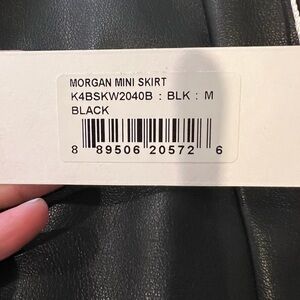 MORGAN MINI SKIRT
K4BSKW2040B : BLK : M
BLACK
8 89506 20572 6